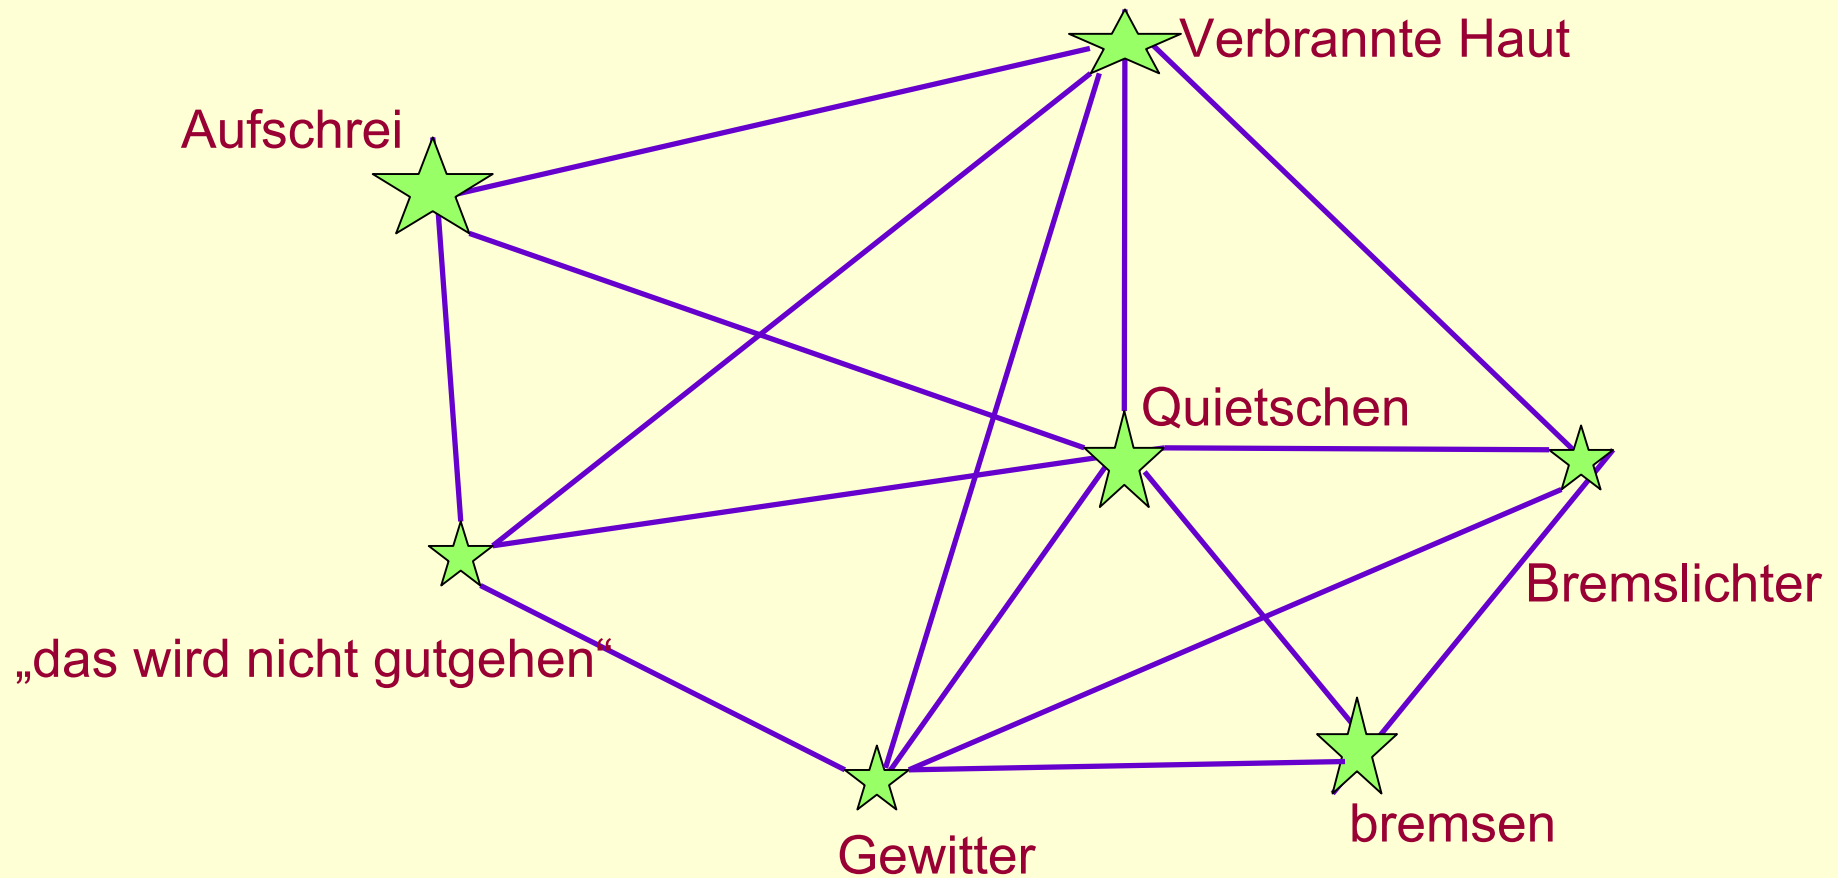 Verbrannte Haut
Aufschrei
Quietschen
Bremslichter
„das wird nicht gutgehen“
bremsen
Gewitter